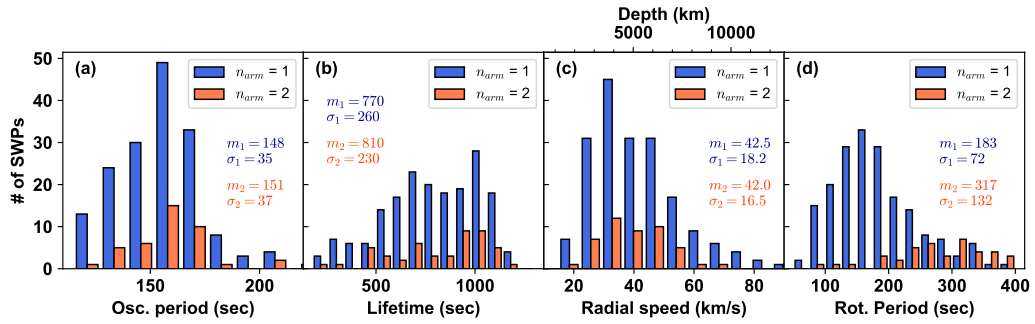 Depth (km)
5000 10000
# of SWPs
0
10
20
30
40
50
(a)
n_arm = 1
n_arm = 2
m₁ = 148
σ₁ = 35
m₂ = 151
σ₂ = 37
150 200
Osc. period (sec)
(b)
n_arm = 1
n_arm = 2
m₁ = 770
σ₁ = 260
m₂ = 810
σ₂ = 230
500 1000
Lifetime (sec)
(c)
n_arm = 1
n_arm = 2
m₁ = 42.5
σ₁ = 18.2
m₂ = 42.0
σ₂ = 16.5
20 40 60 80
Radial speed (km/s)
(d)
n_arm = 1
n_arm = 2
m₁ = 183
σ₁ = 72
m₂ = 317
σ₂ = 132
100 200 300 400
Rot. Period (sec)